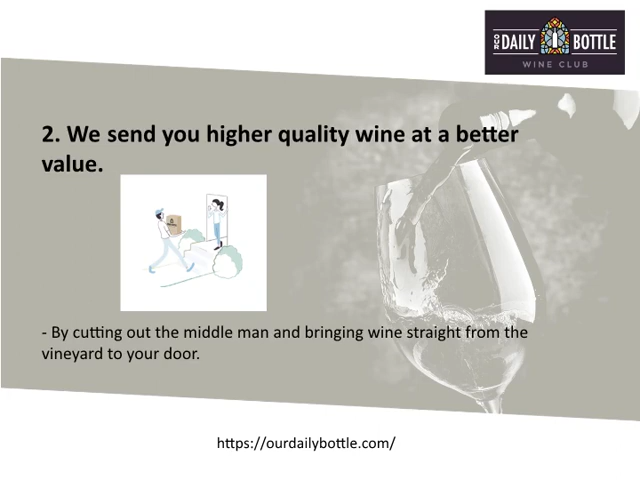 OUR DAILY BOTTLE
WINE CLUB
2. We send you higher quality wine at a better
value.
- By cutting out the middle man and bringing wine straight from the
vineyard to your door.
https://ourdailybottle.com/